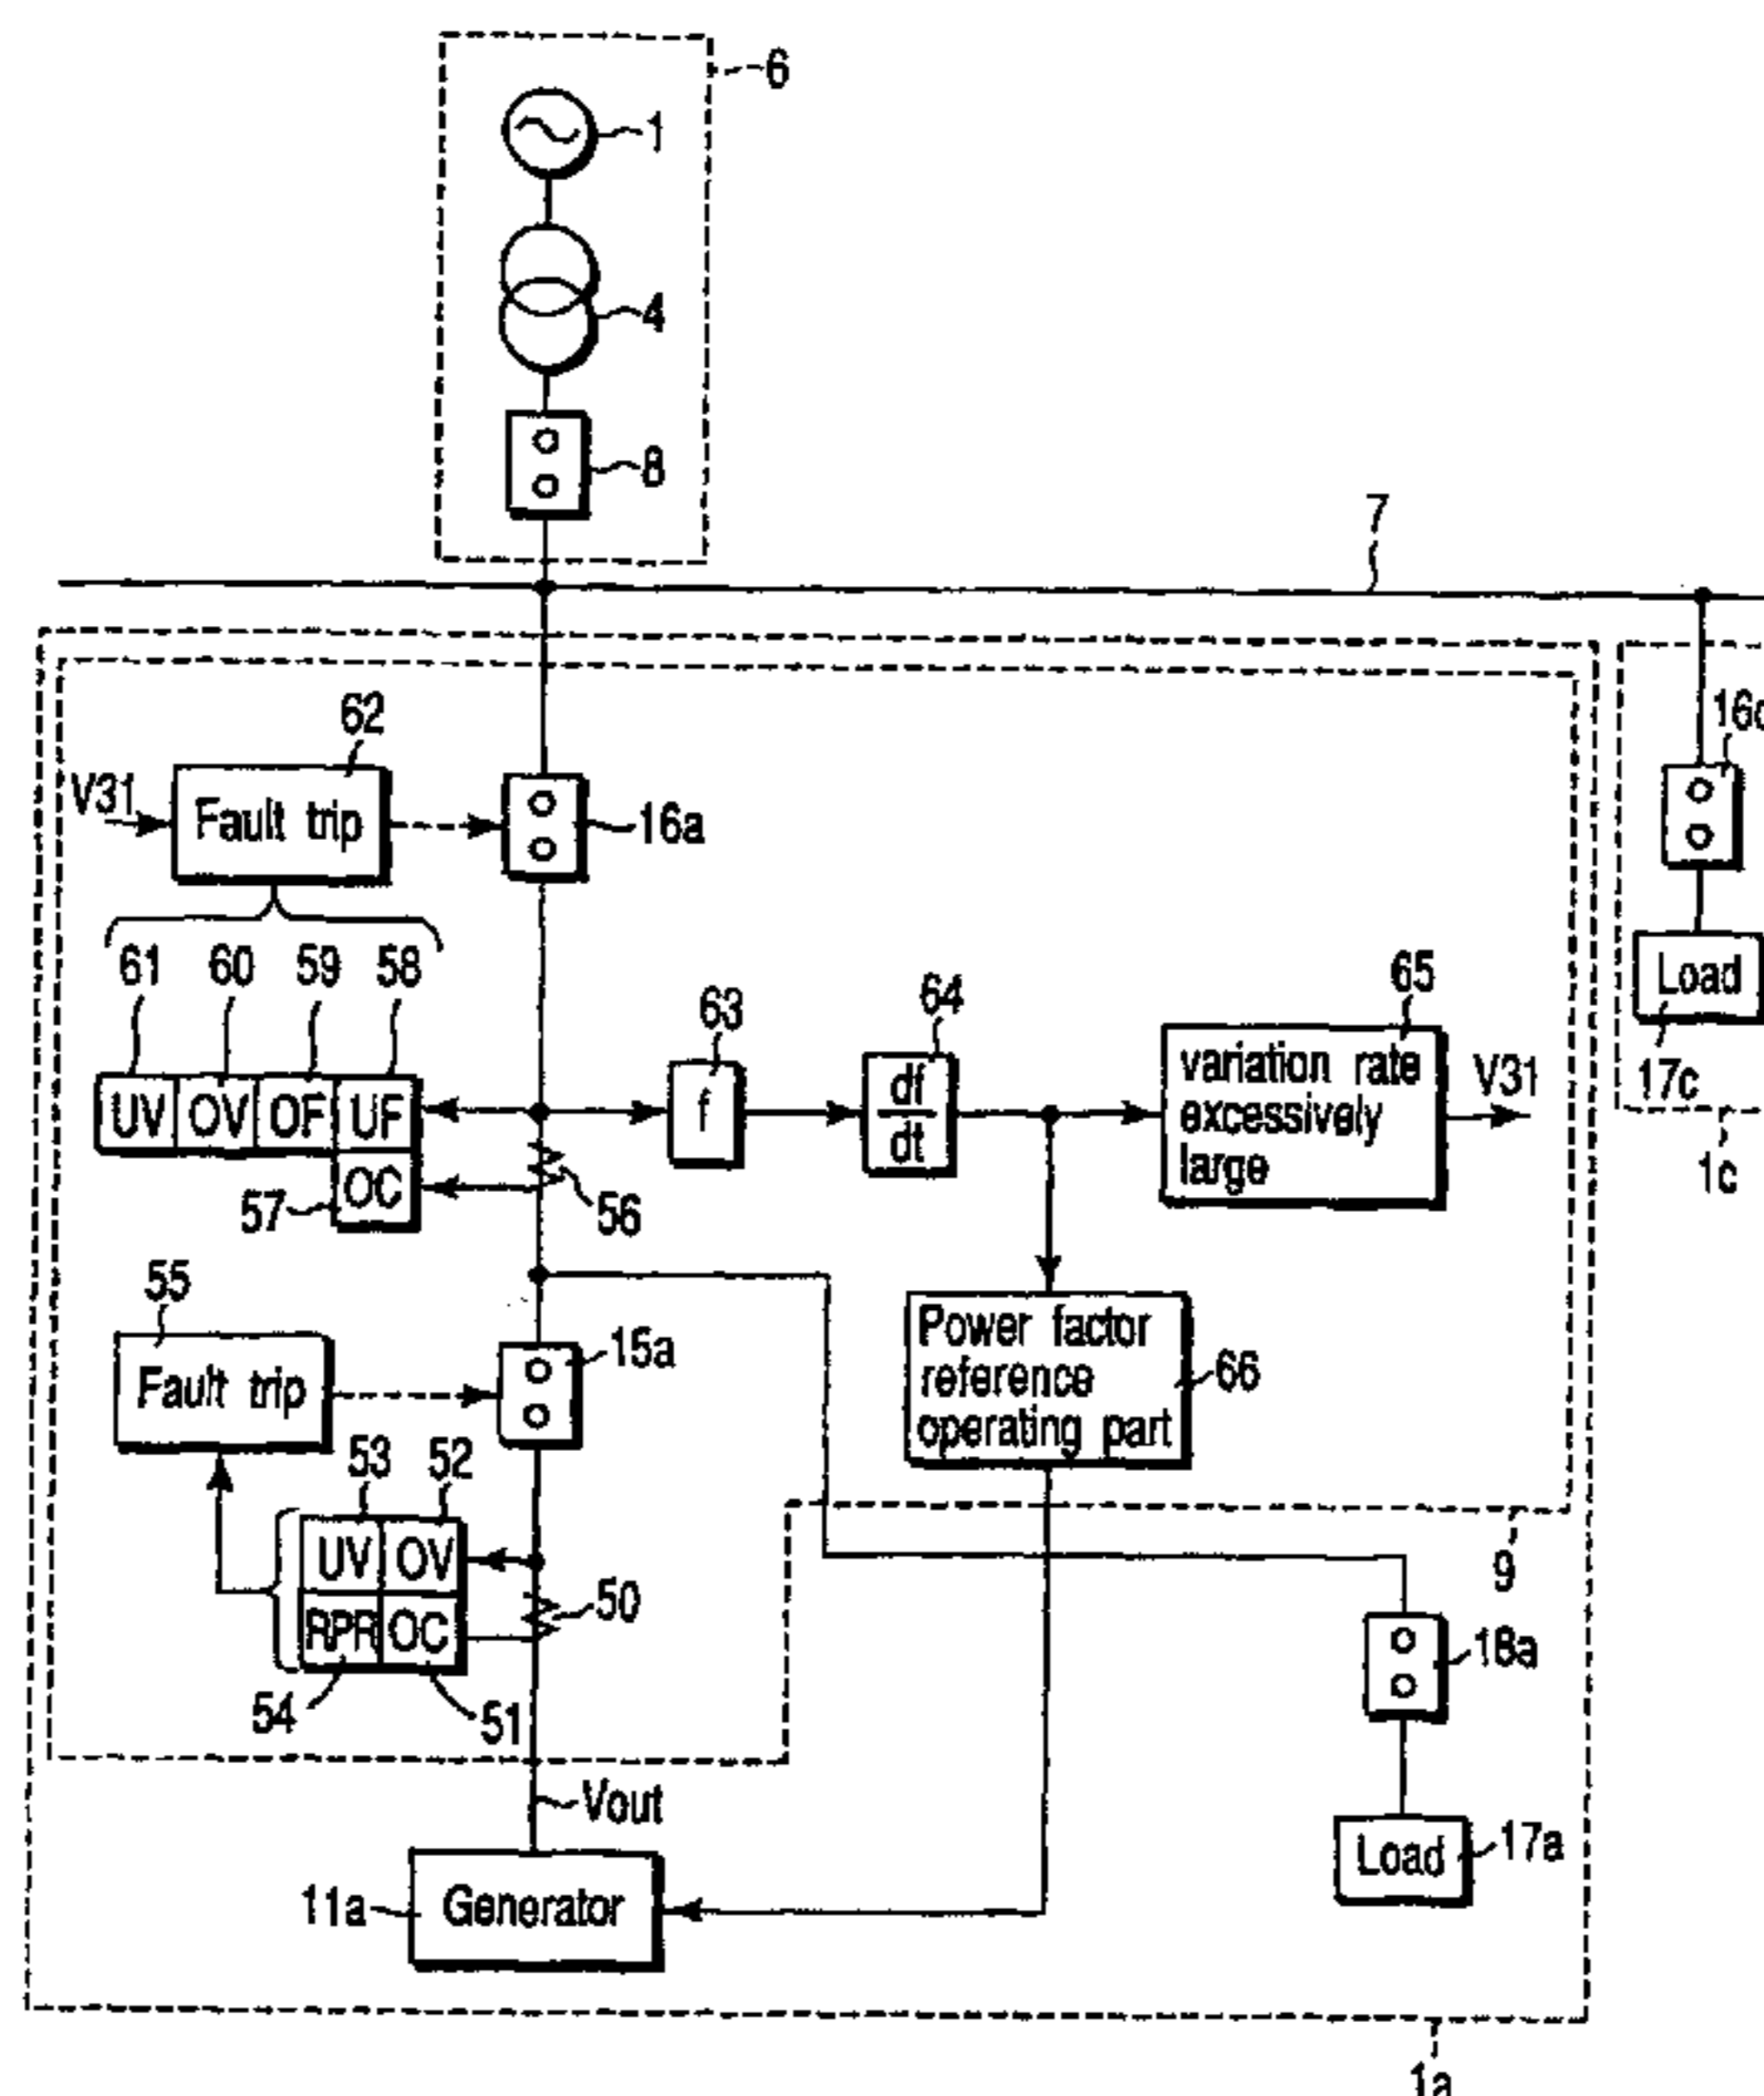 6
1
4
8
7
62
V31
Fault trip
16a
16c
61 60 59 58
63
64
65
Load
UV OV OF UF
f
df
dt
variation rate
excessively
large
V31
17c
OC
57
56
1c
55
Fault trip
15a
Power factor
reference
operating part
66
53 52
UV OV
RPR OC
50
9
54
51
18a
Vout
Load
17a
11a
Generator
1a